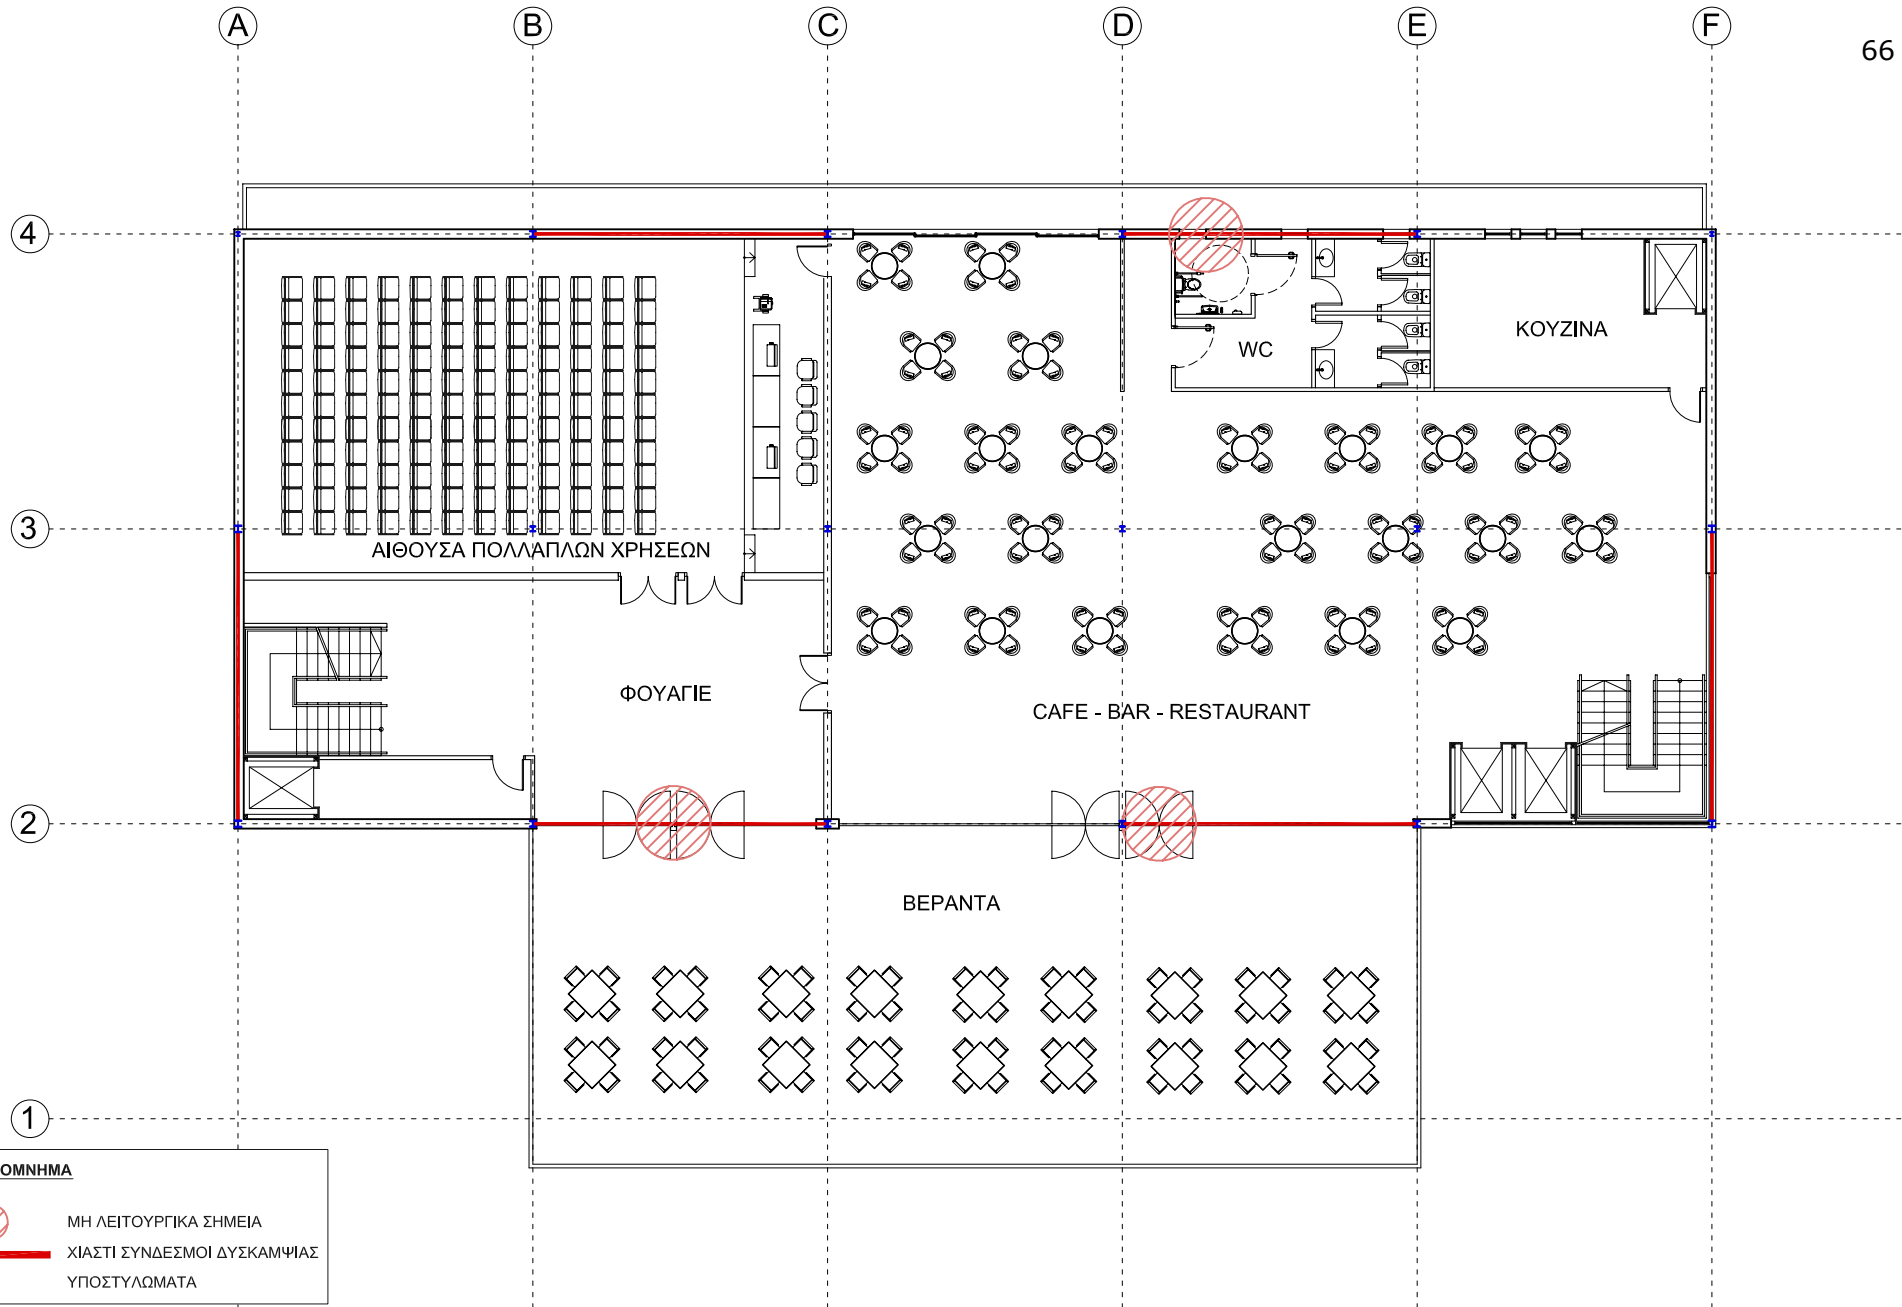 A B C D E F
66
4
ΚΟΥΖΙΝΑ
WC
3
ΑΙΘΟΥΣΑ ΠΟΛΛΑΠΛΩΝ ΧΡΗΣΕΩΝ
ΦΟΥΑΓΙΕ
CAFE - BAR - RESTAURANT
2
ΒΕΡΑΝΤΑ
1
ΟΜΝΗΜΑ
ΜΗ ΛΕΙΤΟΥΡΓΙΚΑ ΣΗΜΕΙΑ
ΧΙΑΣΤΙ ΣΥΝΔΕΣΜΟΙ ΔΥΣΚΑΜΨΙΑΣ
ΥΠΟΣΤΥΛΩΜΑΤΑ